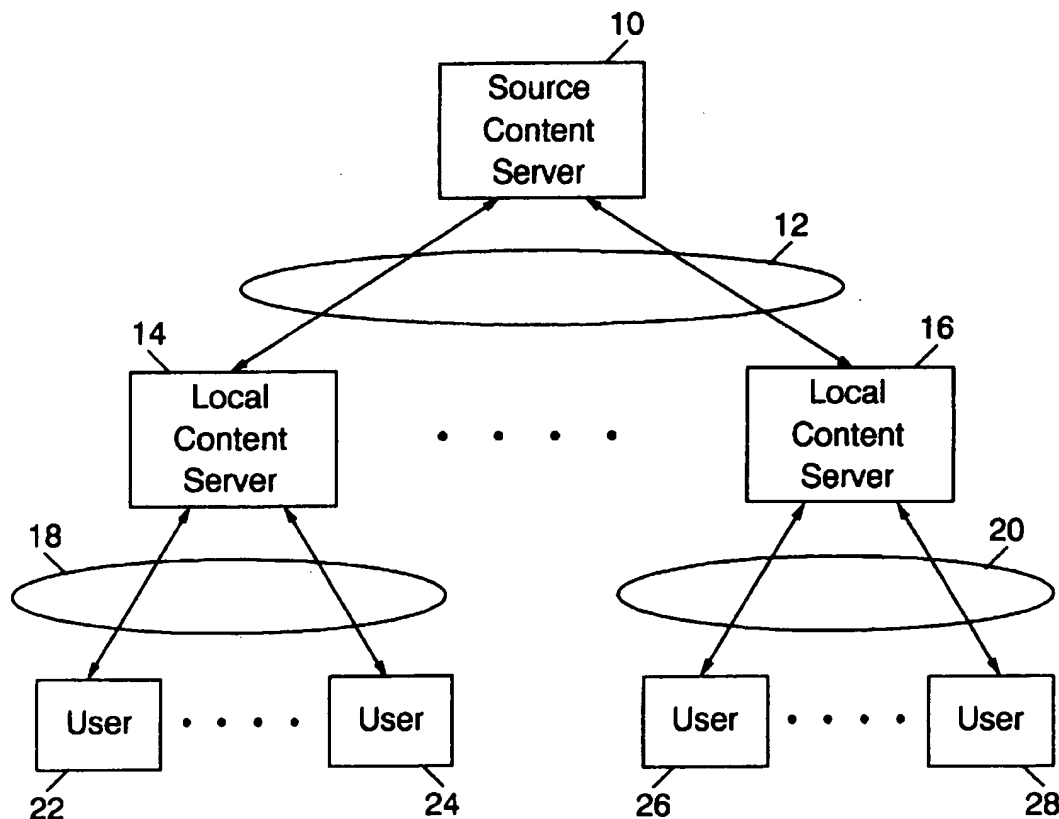 10
Source
Content
Server
12
14
16
Local
Content
Server
Local
Content
Server
18
20
User
User
User
User
22
24
26
28